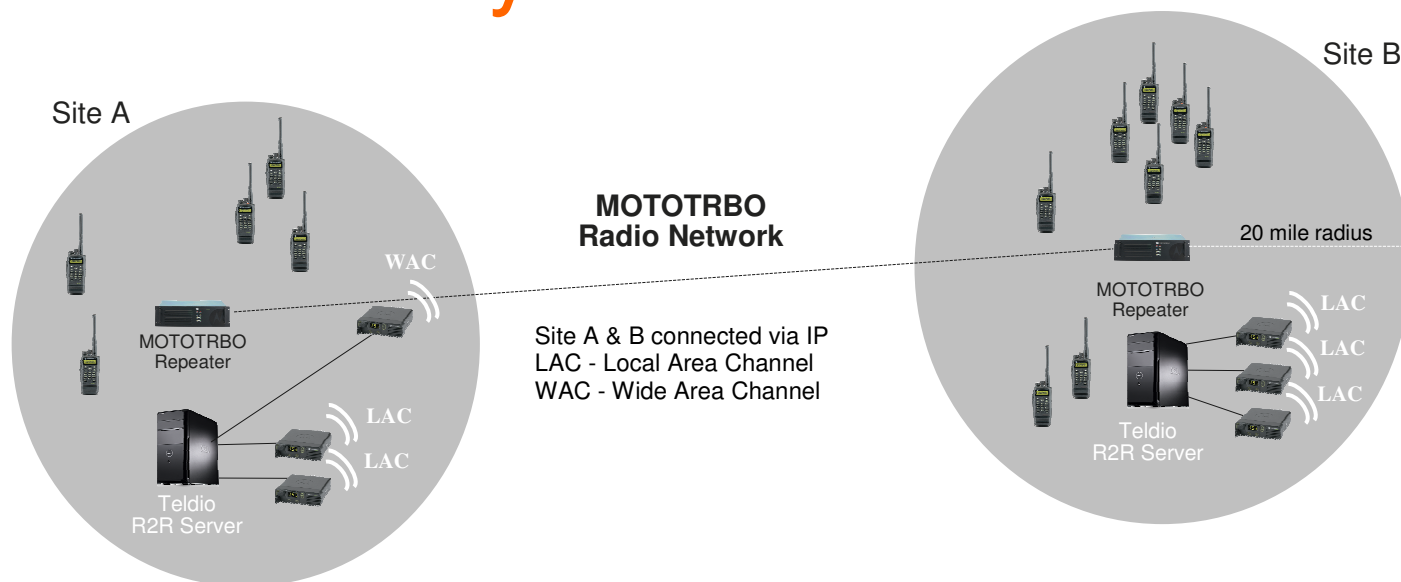 Site A
Site B
MOTOTRBO
Radio Network
20 mile radius
WAC
MOTOTRBO
Repeater
MOTOTRBO
Repeater
Site A & B connected via IP
LAC - Local Area Channel
WAC - Wide Area Channel
LAC
LAC
LAC
LAC
LAC
Teldio
R2R Server
Teldio
R2R Server